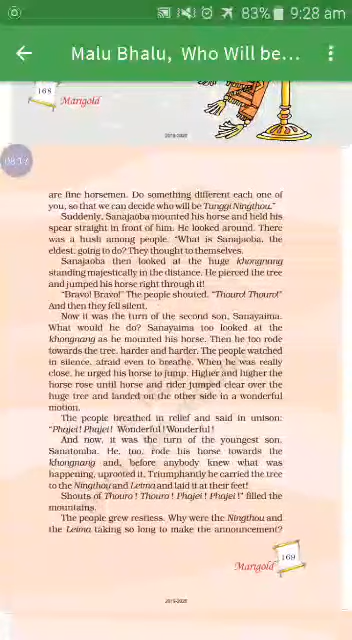 83% 9:28 am
Malu Bhalu, Who Will be...
168
Marigold
2019-2020
08:17
are fine horsemen. Do something different each one of
you, so that we can decide who will be Tunggi Ningthou."
Suddenly, Sanajaoba mounted his horse and held his
spear straight in front of him. He looked around. There
was a hush among people. "What is Sanajaoba, the
eldest, going to do? They thought to themselves.
Sanajaoba then looked at the huge khongnang
standing majestically in the distance. He pierced the tree
and jumped his horse right through it!
"Bravo! Bravo!" The people shouted. "Thouro! Thouro!"
And then they fell silent.
Now it was the turn of the second son, Sanayaima.
What would he do? Sanayaima too looked at the
khongnang as he mounted his horse. Then he too rode
towards the tree, harder and harder. The people watched
in silence, afraid even to breathe. When he was really
close, he urged his horse to jump. Higher and higher the
horse rose until horse and rider jumped clear over the
huge tree and landed on the other side in a wonderful
motion.
The people breathed in relief and said in unison:
"Phajei! Phajei! Wonderful! Wonderful!
And now, it was the turn of the youngest son,
Sanatomba. He, too, rode his horse towards the
khongnang and, before anybody knew what was
happening, uprooted it. Triumphantly he carried the tree
to the Ningthou and Leima and laid it at their feet!
Shouts of Thouro! Thouro! Phajei! Phajei!" filled the
mountains.
The people grew restless. Why were the Ningthou and
the Leima taking so long to make the announcement?
169
Marigold
2019-2020